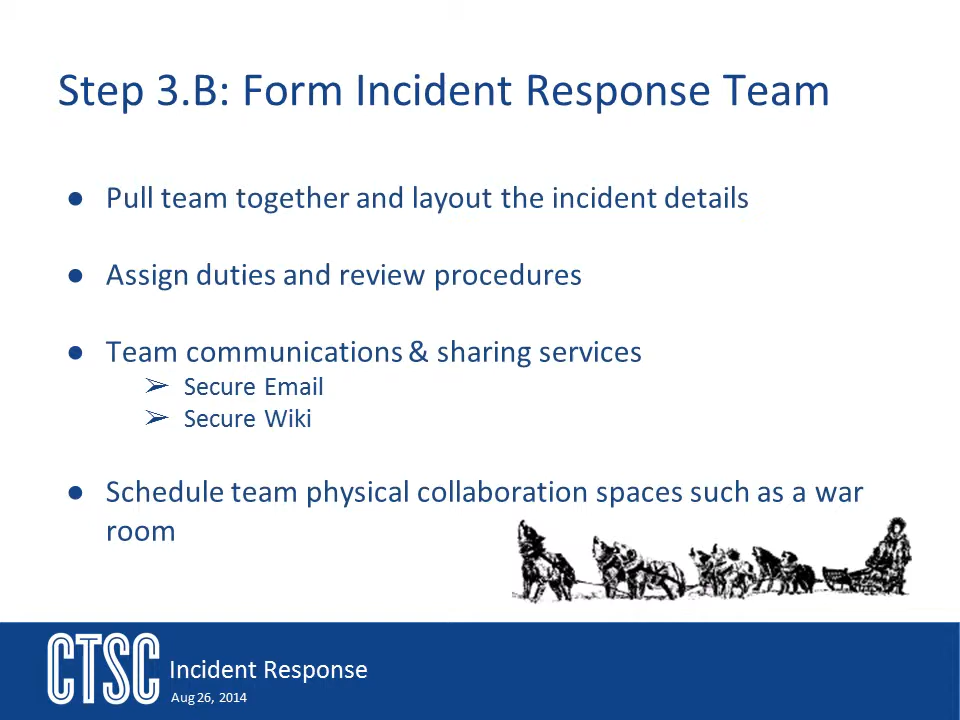 Step 3.B: Form Incident Response Team
● Pull team together and layout the incident details
● Assign duties and review procedures
● Team communications & sharing services
➢ Secure Email
➢ Secure Wiki
● Schedule team physical collaboration spaces such as a war
room
CTSC
Incident Response
Aug 26, 2014